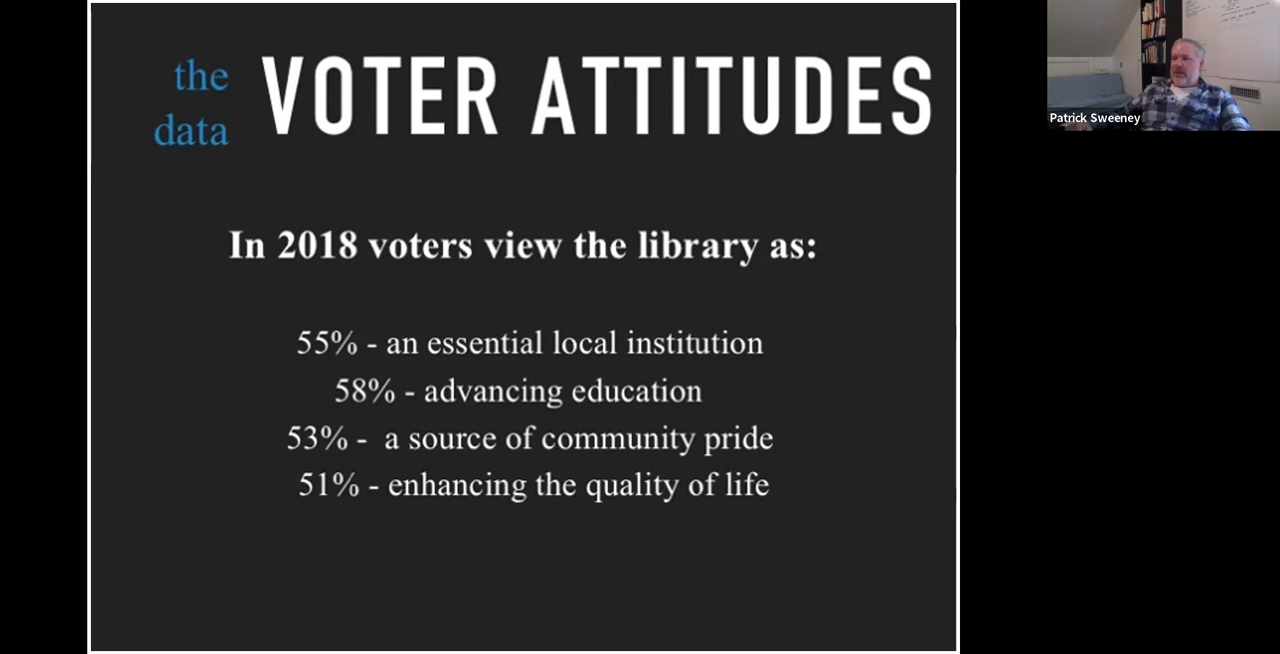 the
data
VOTER ATTITUDES
In 2018 voters view the library as:
55% - an essential local institution
58% - advancing education
53% - a source of community pride
51% - enhancing the quality of life
Patrick Sweeney